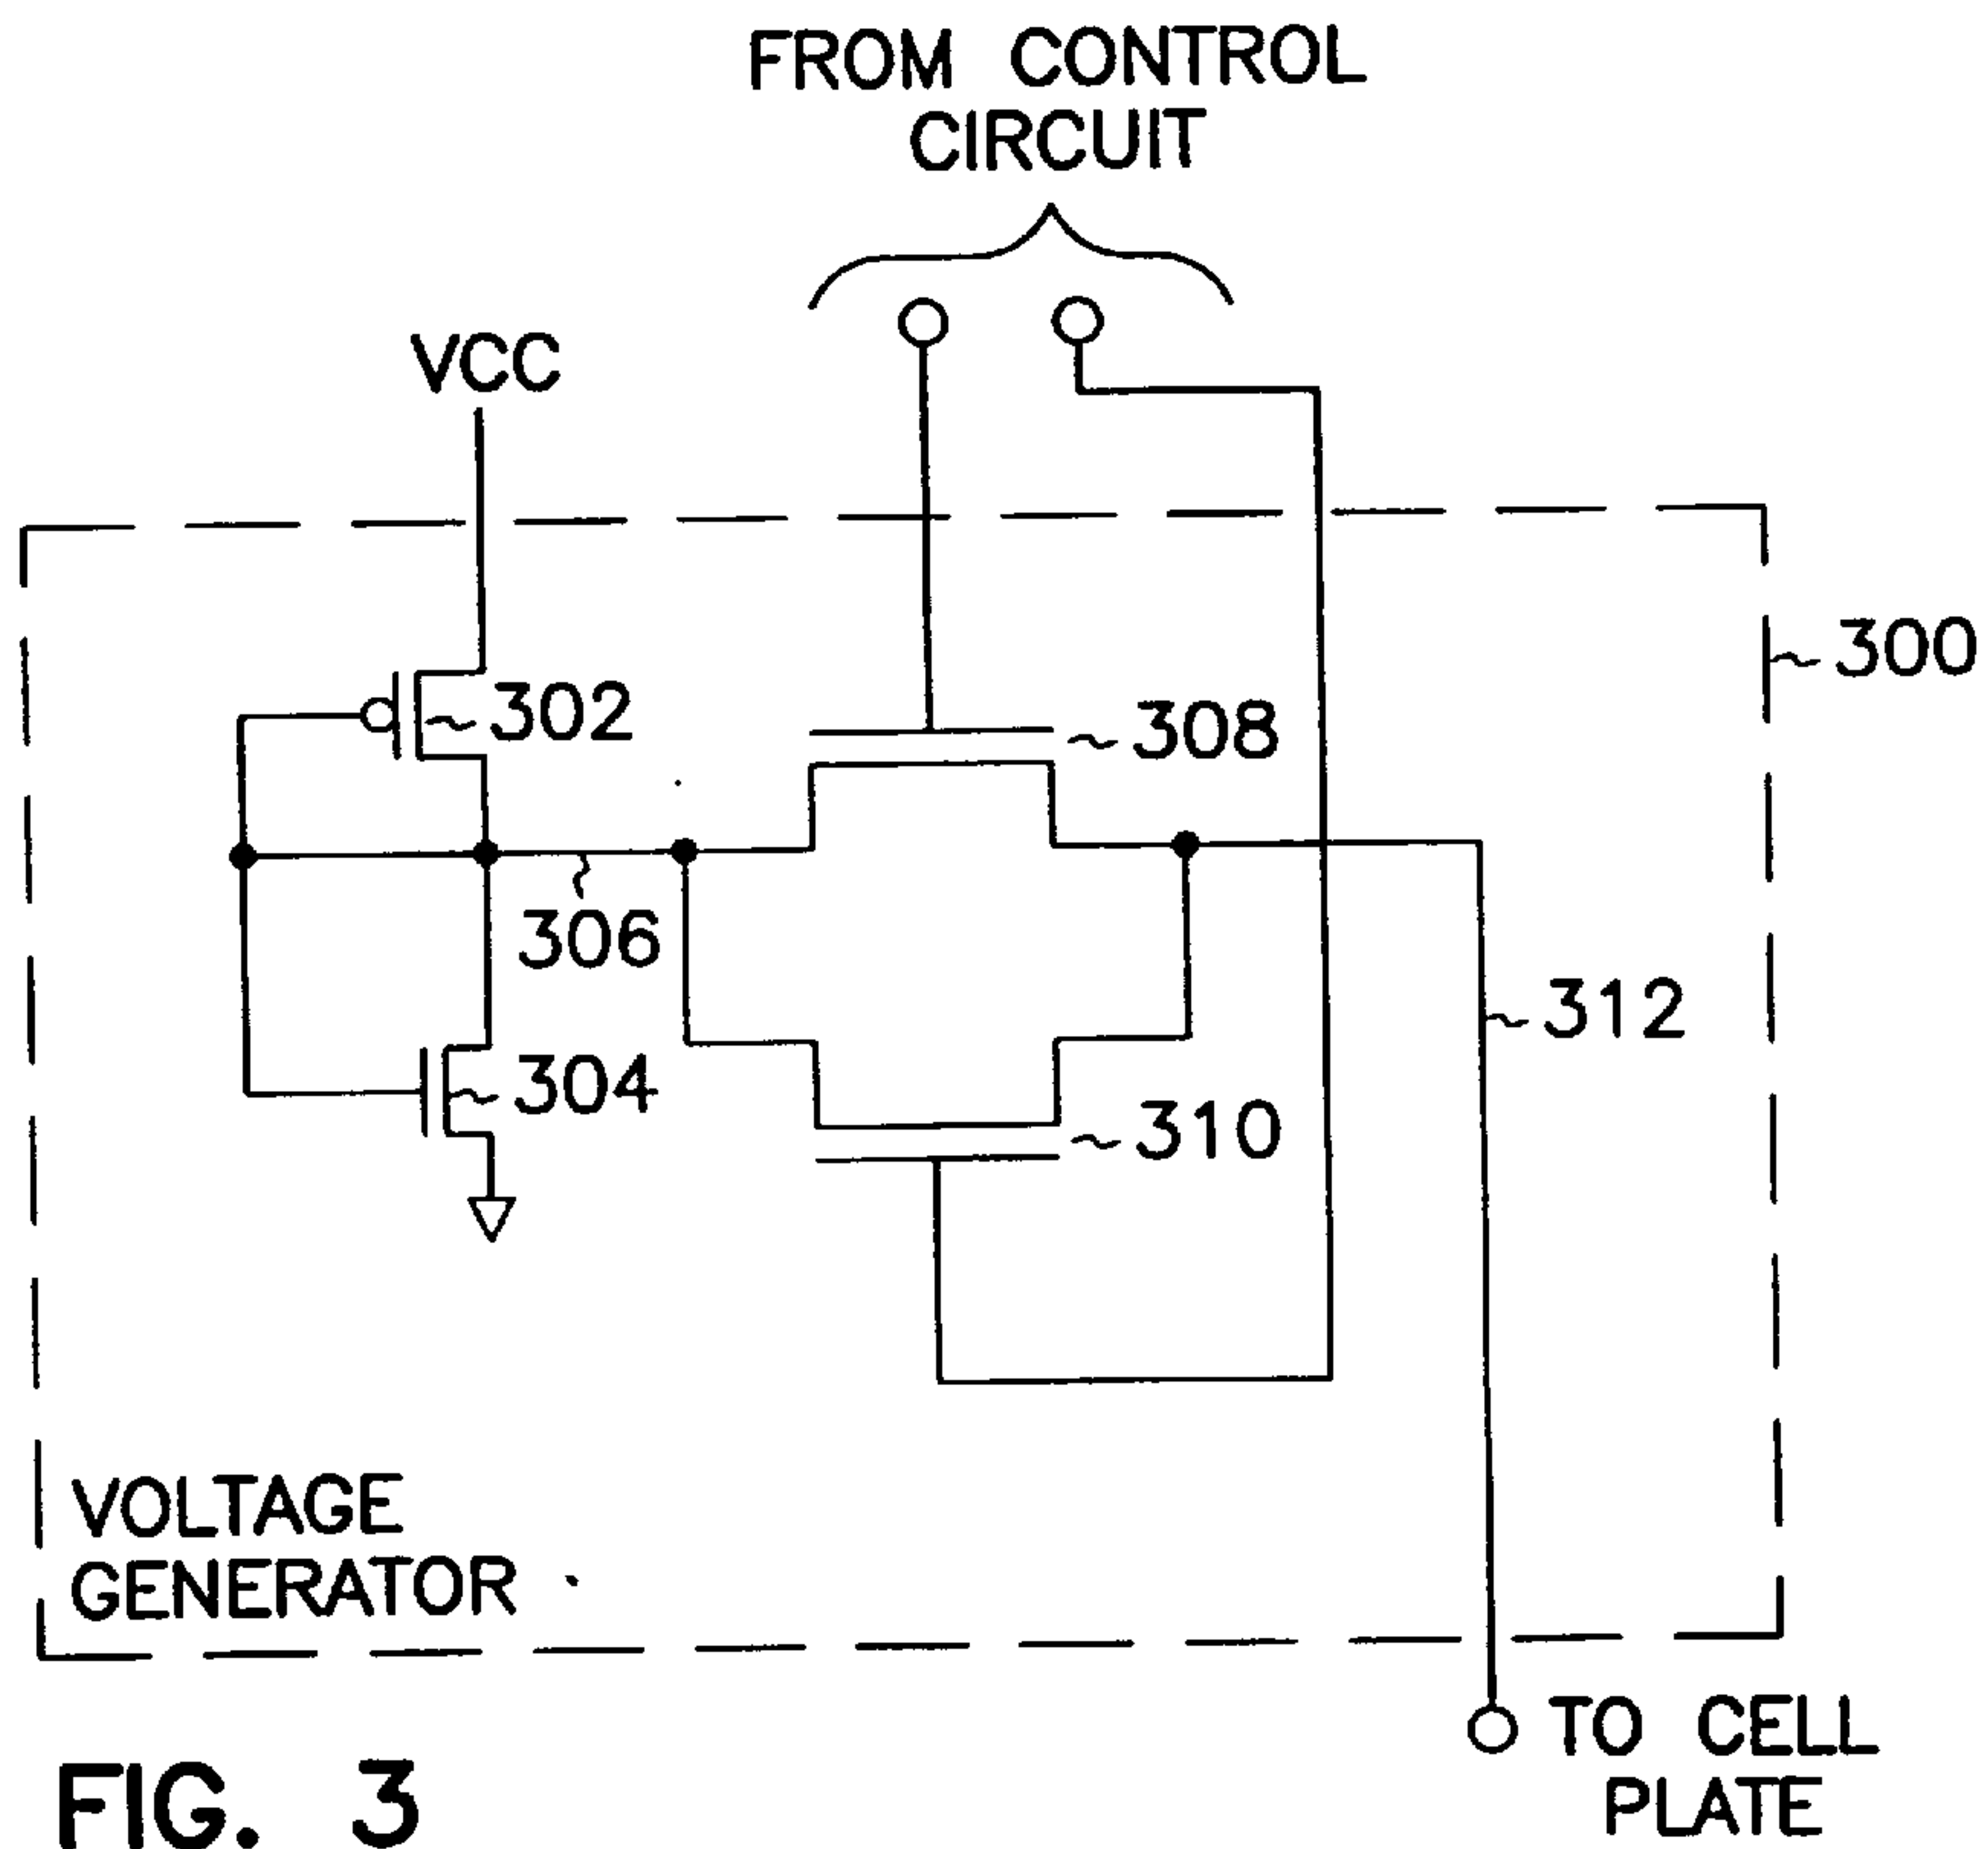 FROM CONTROL
CIRCUIT
VCC
300
302
308
306
312
304
310
VOLTAGE
GENERATOR
TO CELL
PLATE
FIG. 3